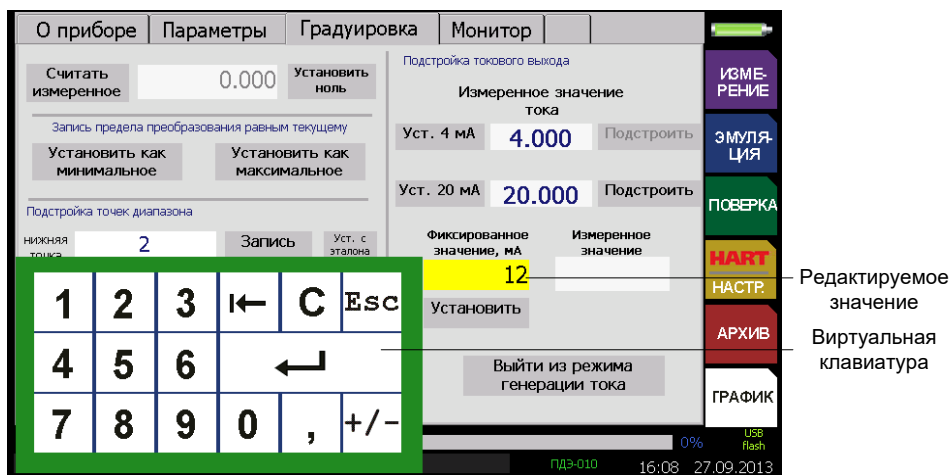 О приборе
Параметры
Градуировка
Монитор
Считать
измеренное
0.000
Установить
ноль
Запись предела преобразования равным текущему
Установить как
минимальное
Установить как
максимальное
Подстройка точек диапазона
нижняя
точка
2
Запись
Уст. с
эталона
Подстройка токового выхода
Измеренное значение
тока
Уст. 4 мА
4.000
Подстроить
Уст. 20 мА
20.000
Подстроить
Фиксированное
значение, мА
Измеренное
значение
12
Установить
Выйти из режима
генерации тока
1 2 3 I← C Esc
4 5 6 ↵
7 8 9 0 , +/-
ИЗМЕ-
РЕНИЕ
ЭМУЛЯ-
ЦИЯ
ПОВЕРКА
HART
НАСТР.
АРХИВ
ГРАФИК
Редактируемое
значение
Виртуальная
клавиатура
0%
USB
flash
ПДЭ-010
16:08 27.09.2013